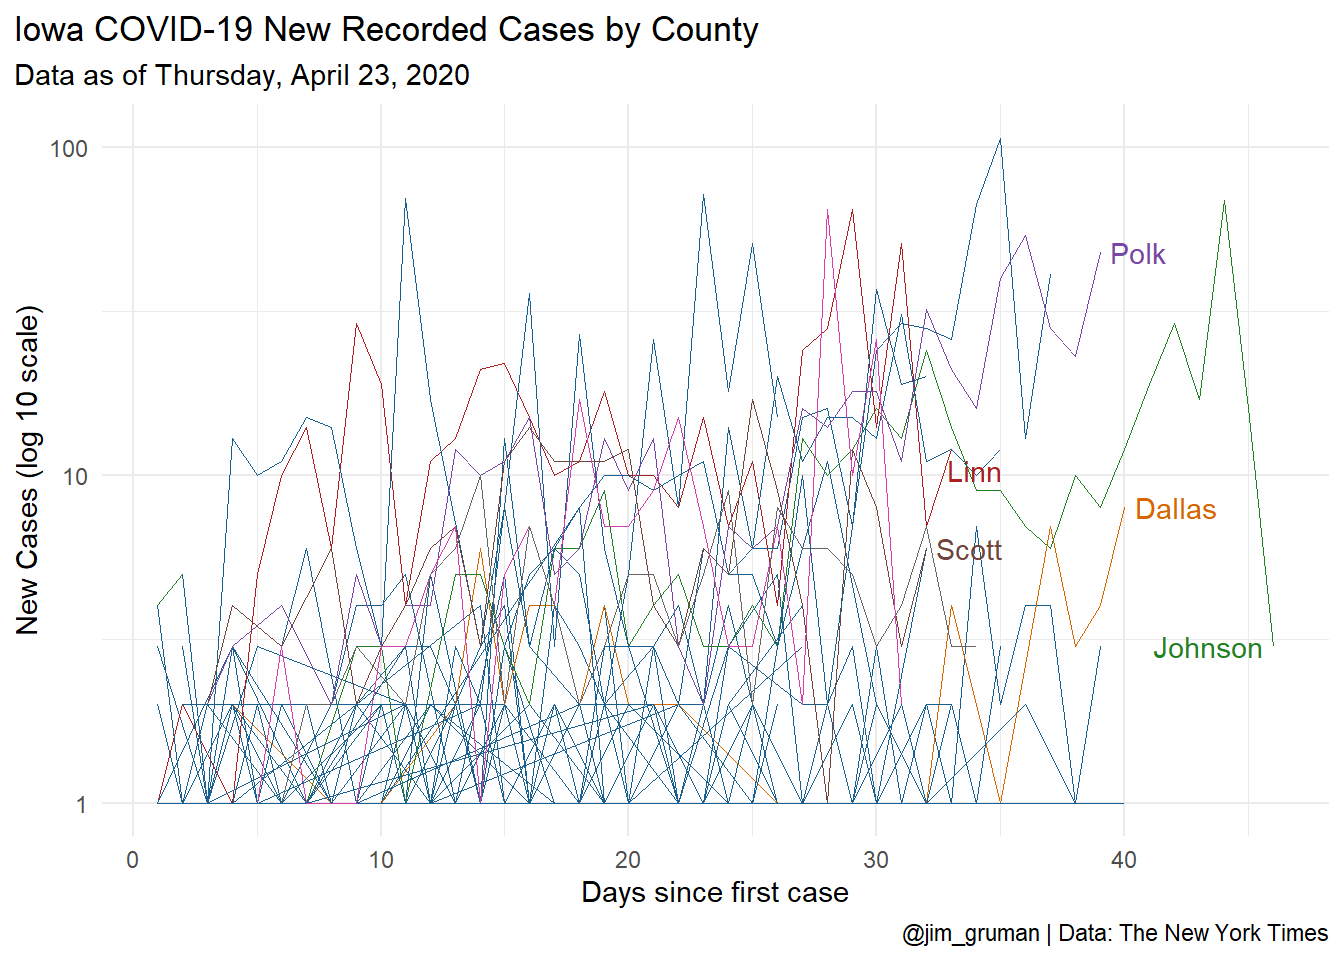 Iowa COVID-19 New Recorded Cases by County
Data as of Thursday, April 23, 2020
New Cases (log 10 scale)
100
10
1
Polk
Linn
Dallas
Scott
Johnson
0 10 20 30 40
Days since first case
@jim_gruman | Data: The New York Times